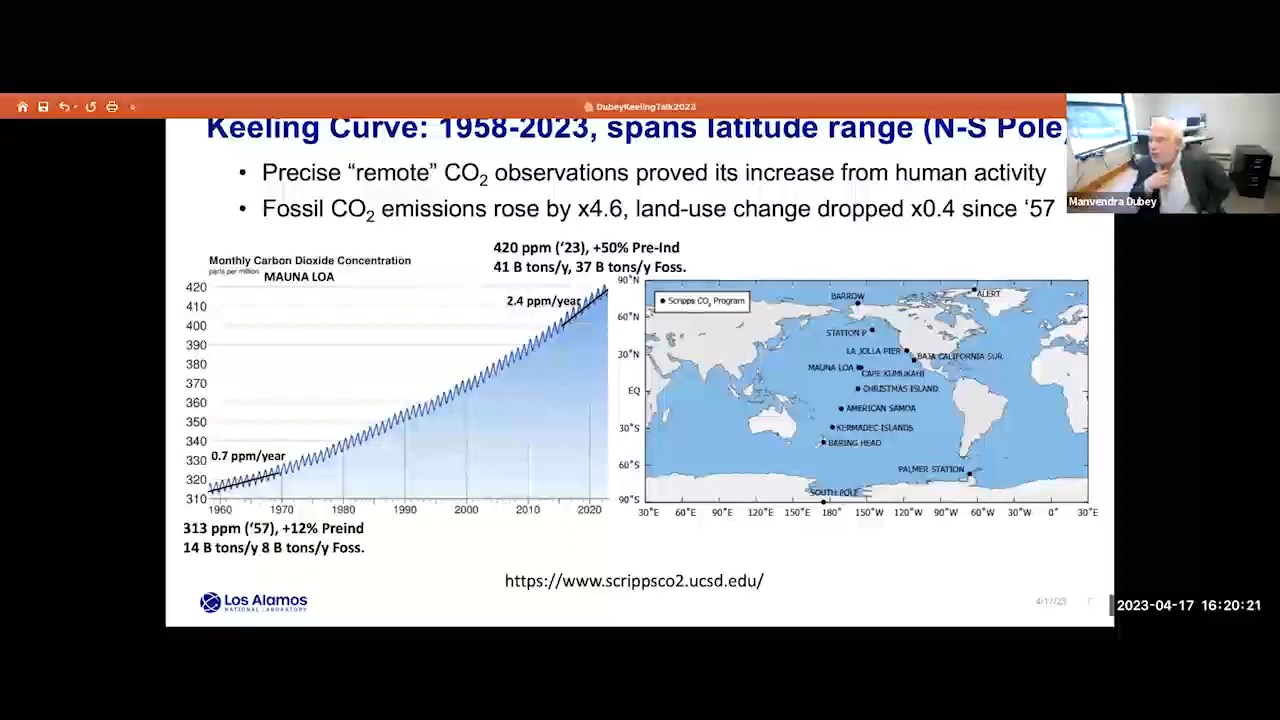 DubeyKeelingTalk2023
Keeling Curve: 1958-2023, spans latitude range (N-S Pole)
Manvendra Dubey
• Precise “remote” CO2 observations proved its increase from human activity
• Fossil CO2 emissions rose by x4.6, land-use change dropped x0.4 since ‘57
420 ppm (‘23), +50% Pre-Ind
41 B tons/y, 37 B tons/y Foss.
Monthly Carbon Dioxide Concentration
parts per million
MAUNA LOA
420
410
400
390
380
370
360
350
340
330
320
310
2.4 ppm/year
0.7 ppm/year
1960 1970 1980 1990 2000 2010 2020
313 ppm (‘57), +12% Preind
14 B tons/y 8 B tons/y Foss.
90°N
60°N
30°N
EQ
30°S
60°S
90°S
Scripps CO2 Program
BARROW
ALERT
STATION P
LA JOLLA PIER
BAJA CALIFORNIA SUR
MAUNA LOA
CAPE KUMUKAHI
CHRISTMAS ISLAND
AMERICAN SAMOA
KERMADEC ISLANDS
BARING HEAD
PALMER STATION
SOUTH POLE
30°E 60°E 90°E 120°E 150°E 180° 150°W 120°W 90°W 60°W 30°W 0° 30°E
https://www.scrippsco2.ucsd.edu/
Los Alamos
NATIONAL LABORATORY
4/17/23 7
2023-04-17 16:20:21